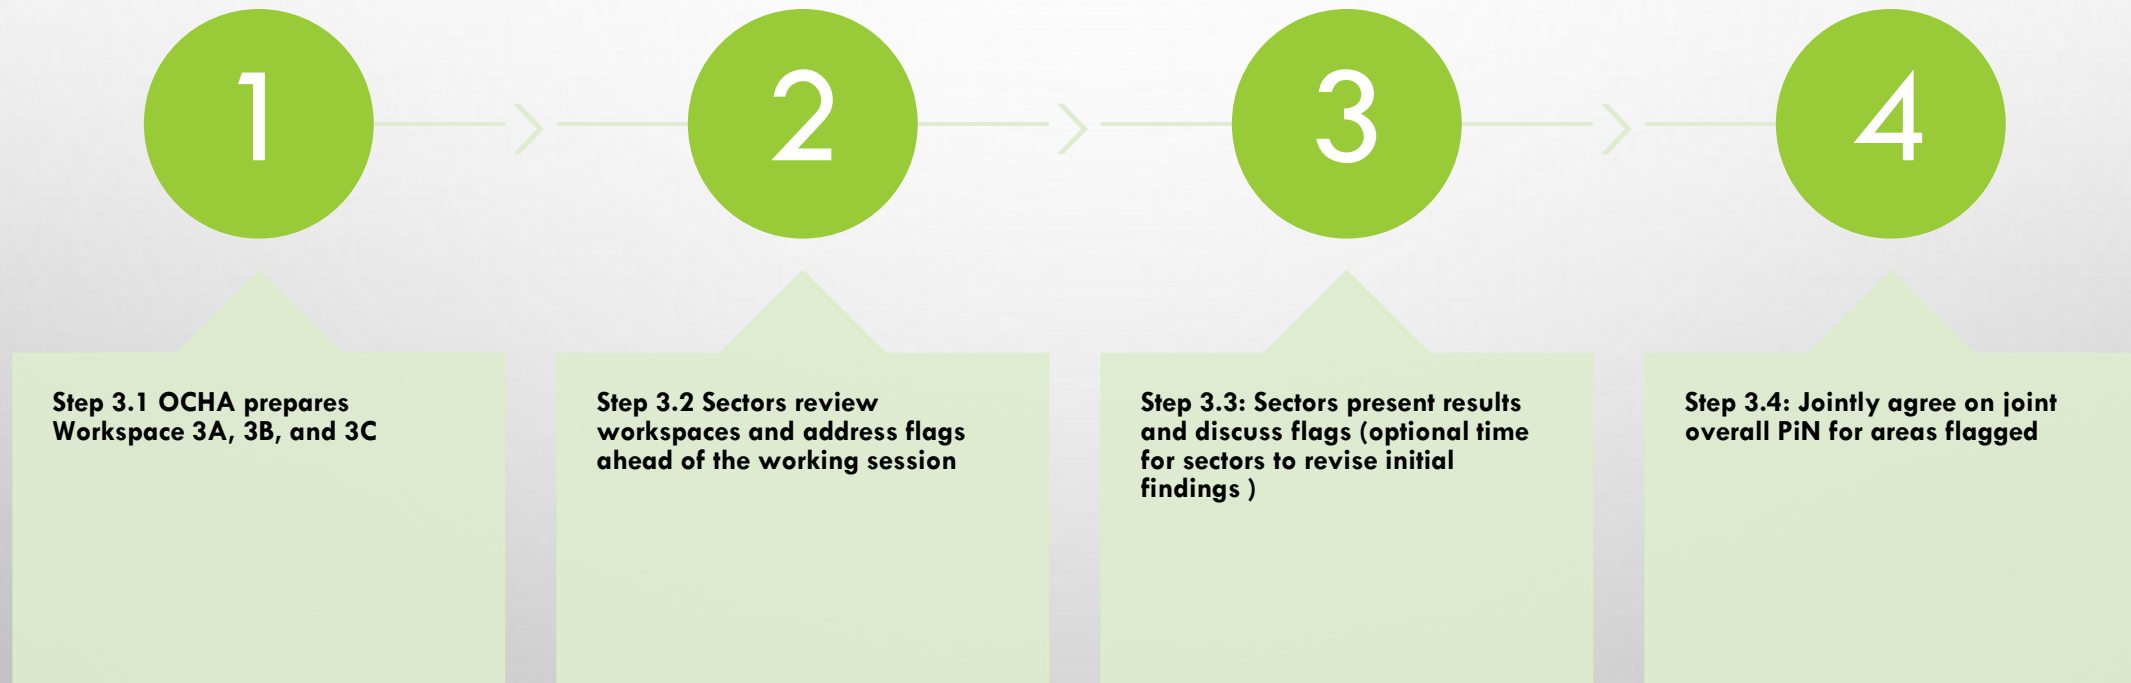 1
2
3
4
Step 3.1 OCHA prepares
Workspace 3A, 3B, and 3C
Step 3.2 Sectors review
workspaces and address flags
ahead of the working session
Step 3.3: Sectors present results
and discuss flags (optional time
for sectors to revise initial
findings )
Step 3.4: Jointly agree on joint
overall PiN for areas flagged